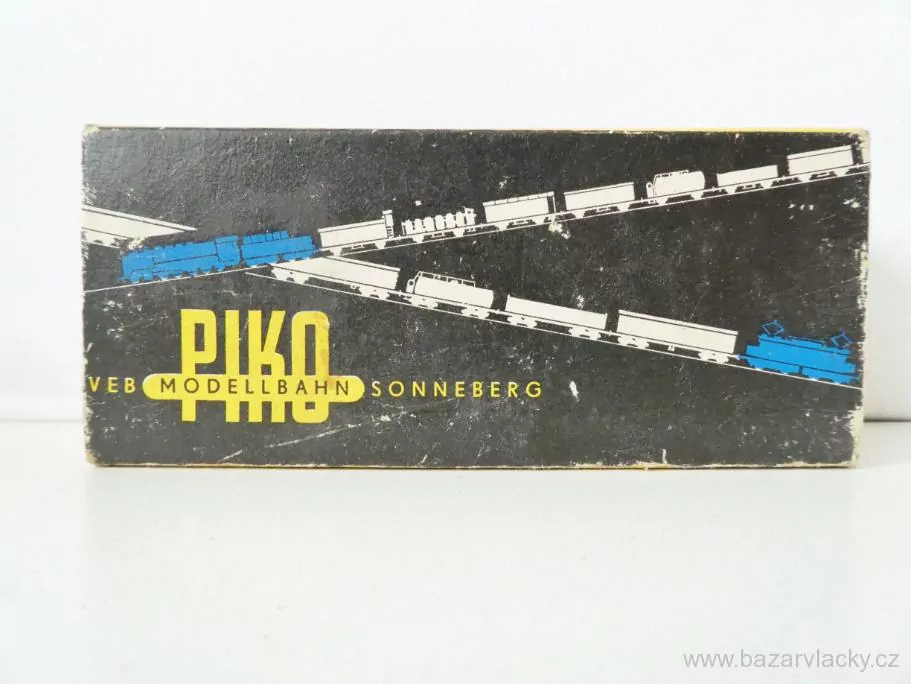 PIKO
VEB MODELLBAHN SONNEBERG
www.bazarvlacky.cz